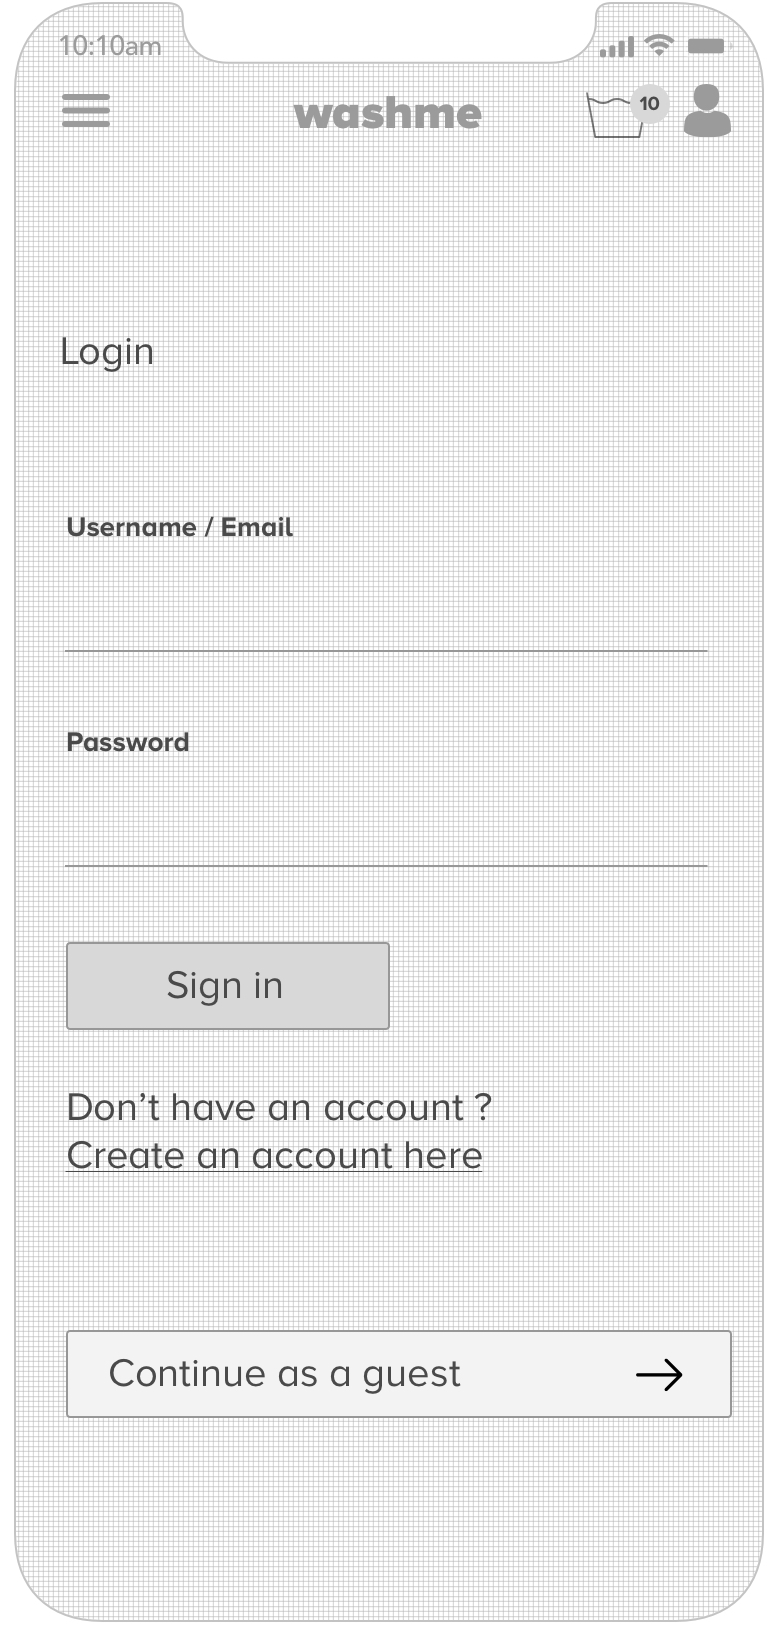 10:10am
washme
10
Login
Username / Email
Password
Sign in
Don’t have an account ?
Create an account here
Continue as a guest